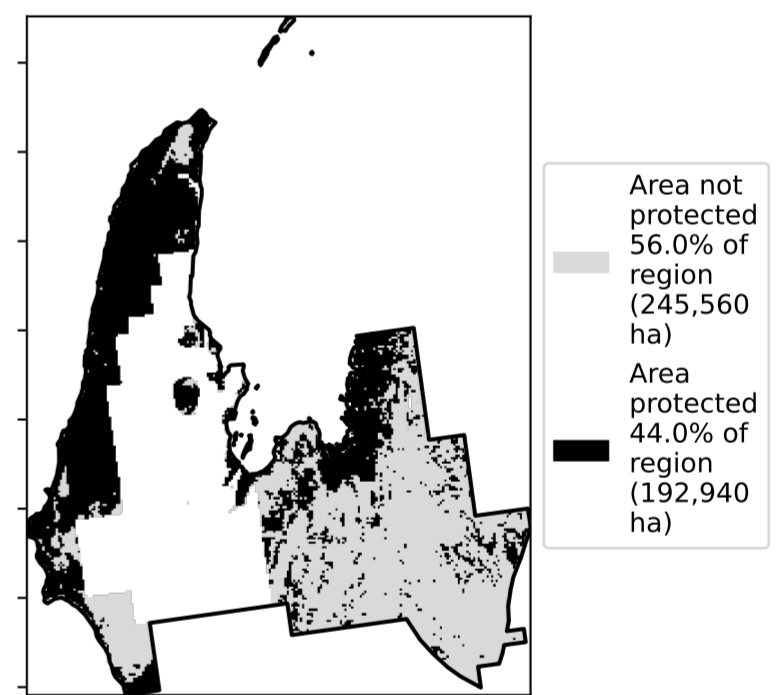 Area not
protected
56.0% of
region
(245,560
ha)
Area
protected
44.0% of
region
(192,940
ha)